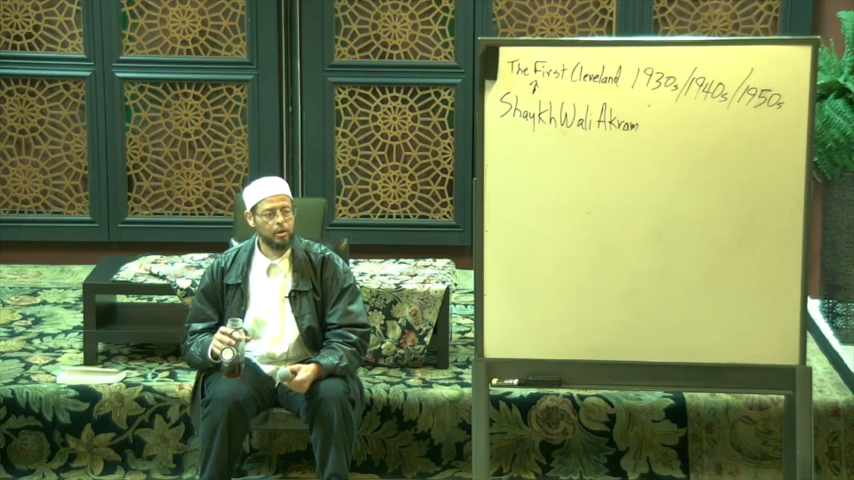 The First Cleveland 1930s/1940s/1950s
↑
Shaykh Wali Akram